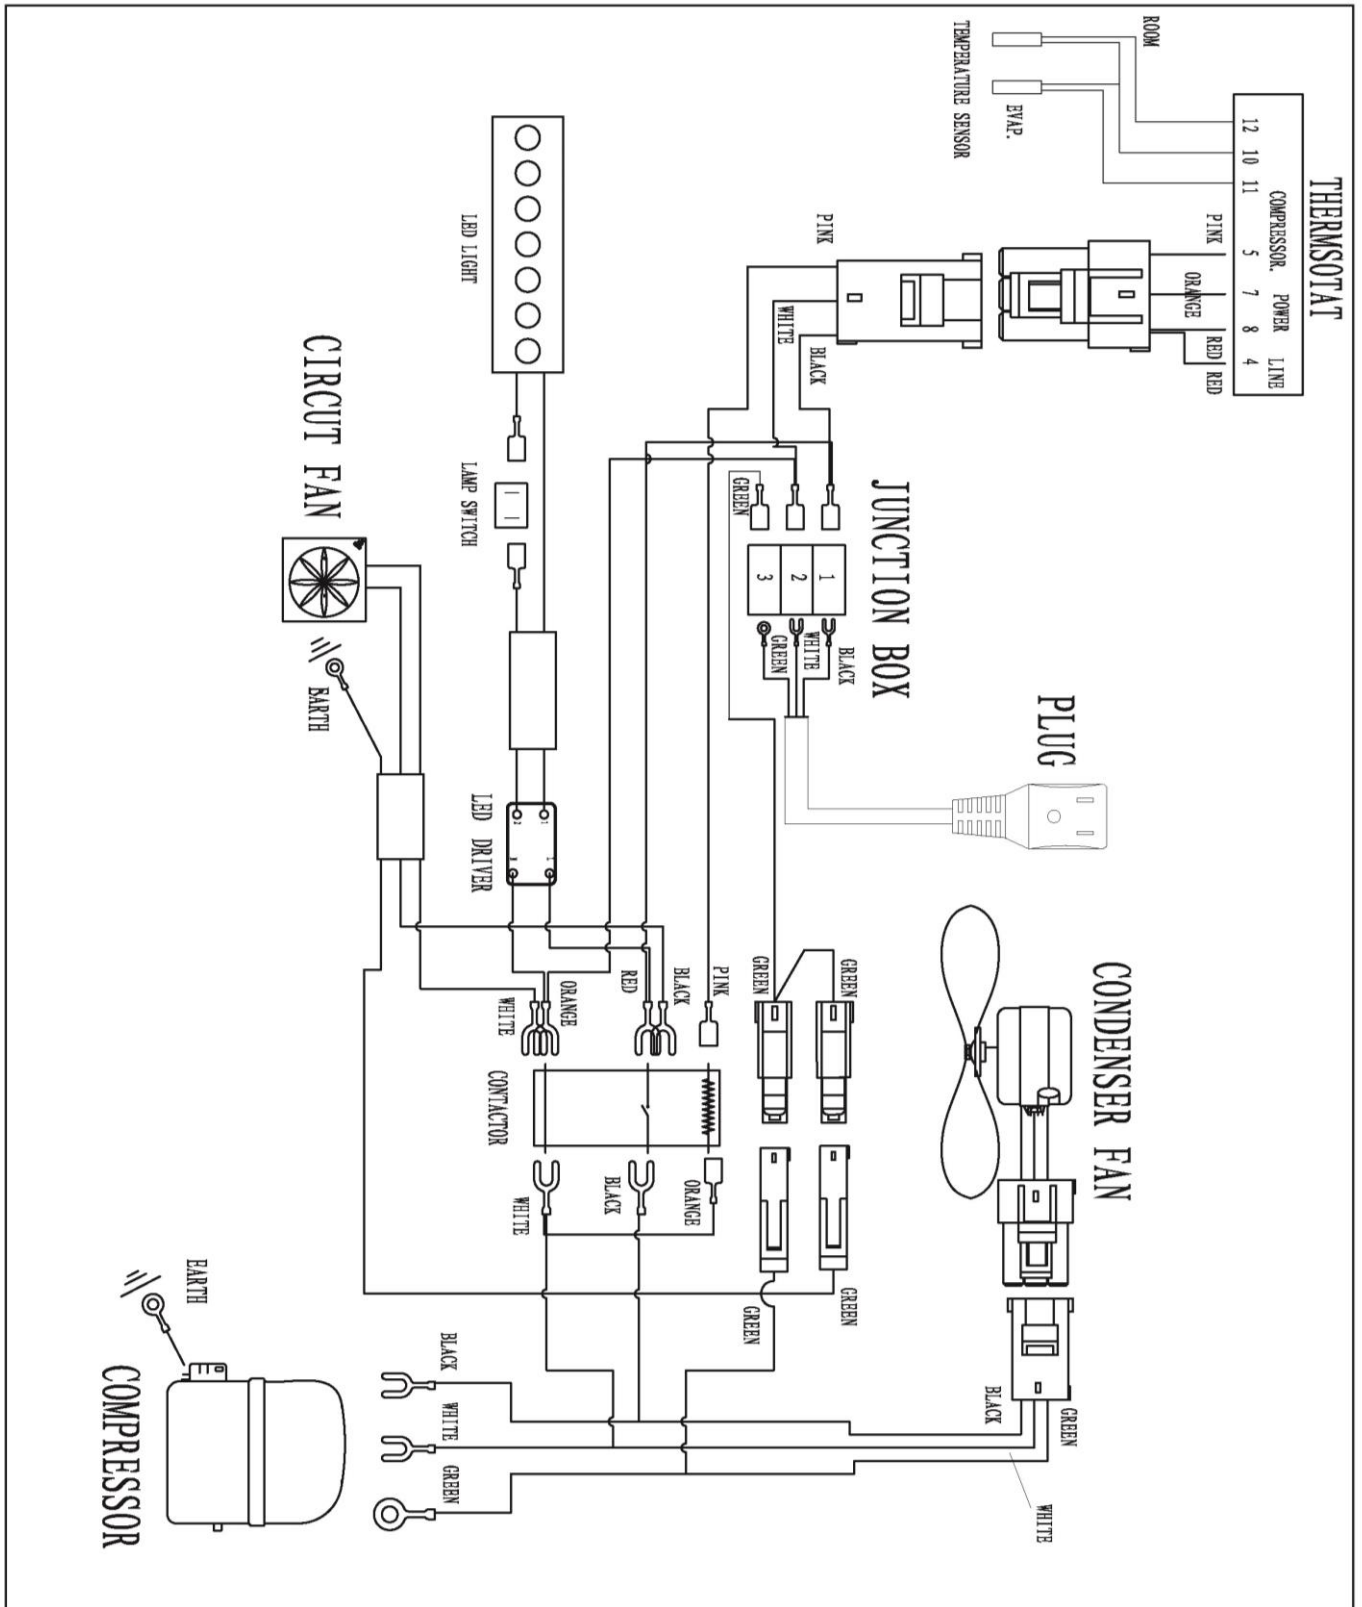 THERMSOTAT
12 10 11 5 7 8 4
COMPRESSOR. POWER LINE
PINK
ORANGE
RED
RED
ROOM
EVAP.
TEMPERATURE SENSOR
PINK
WHITE
BLACK
CONDENSER FAN
PLUG
JUNCTION BOX
1
2
3
GREEN
BLACK
WHITE
GREEN
GREEN
GREEN
GREEN
GREEN
BLACK
GREEN
WHITE
PINK
BLACK
RED
ORANGE
WHITE
CONTACTOR
ORANGE
BLACK
WHITE
LED LIGHT
LAMP SWITCH
LED DRIVER
2
1
CIRCUT FAN
EARTH
BLACK
WHITE
GREEN
EARTH
COMPRESSOR